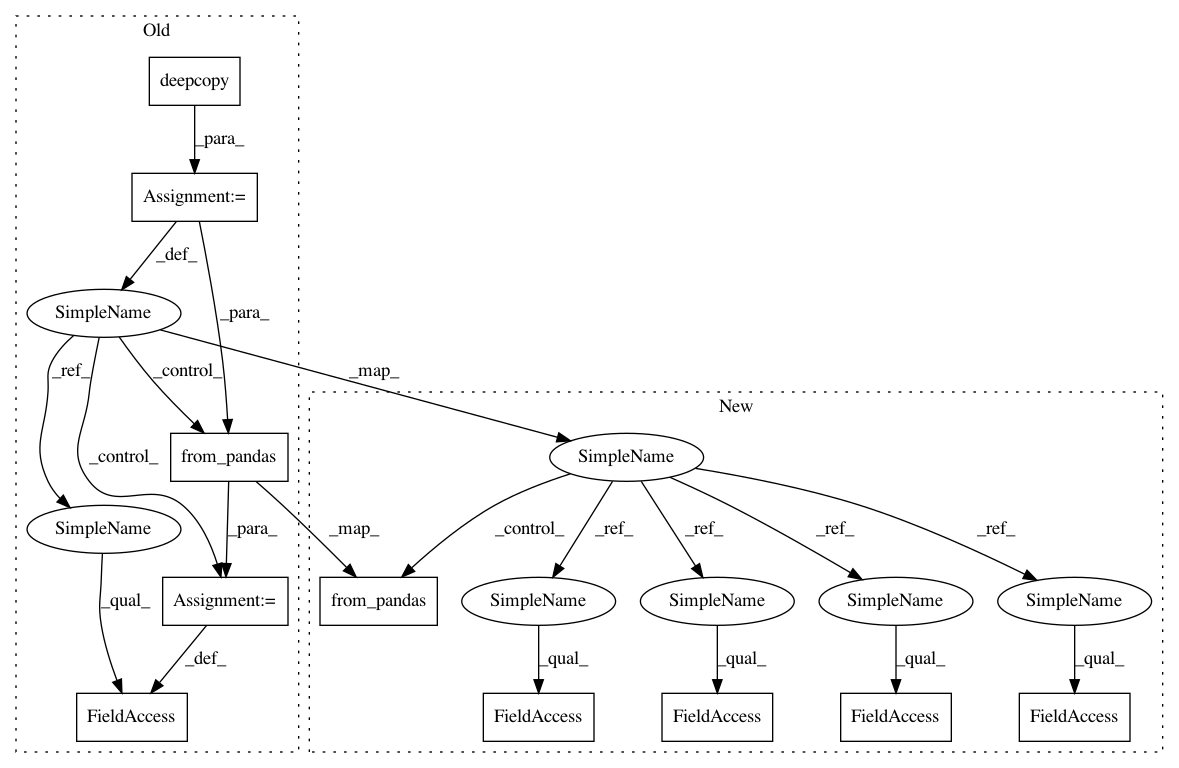 Old
deepcopy
_para_
Assignment:=
_def_
SimpleName
_para_
_ref_
_control_
_map_
New
_control_
from_pandas
SimpleName
SimpleName
_para_
_map_
_control_
_ref_
_ref_
_ref_
_ref_
Assignment:=
from_pandas
SimpleName
SimpleName
SimpleName
SimpleName
_qual_
_def_
_qual_
_qual_
_qual_
_qual_
FieldAccess
FieldAccess
FieldAccess
FieldAccess
FieldAccess